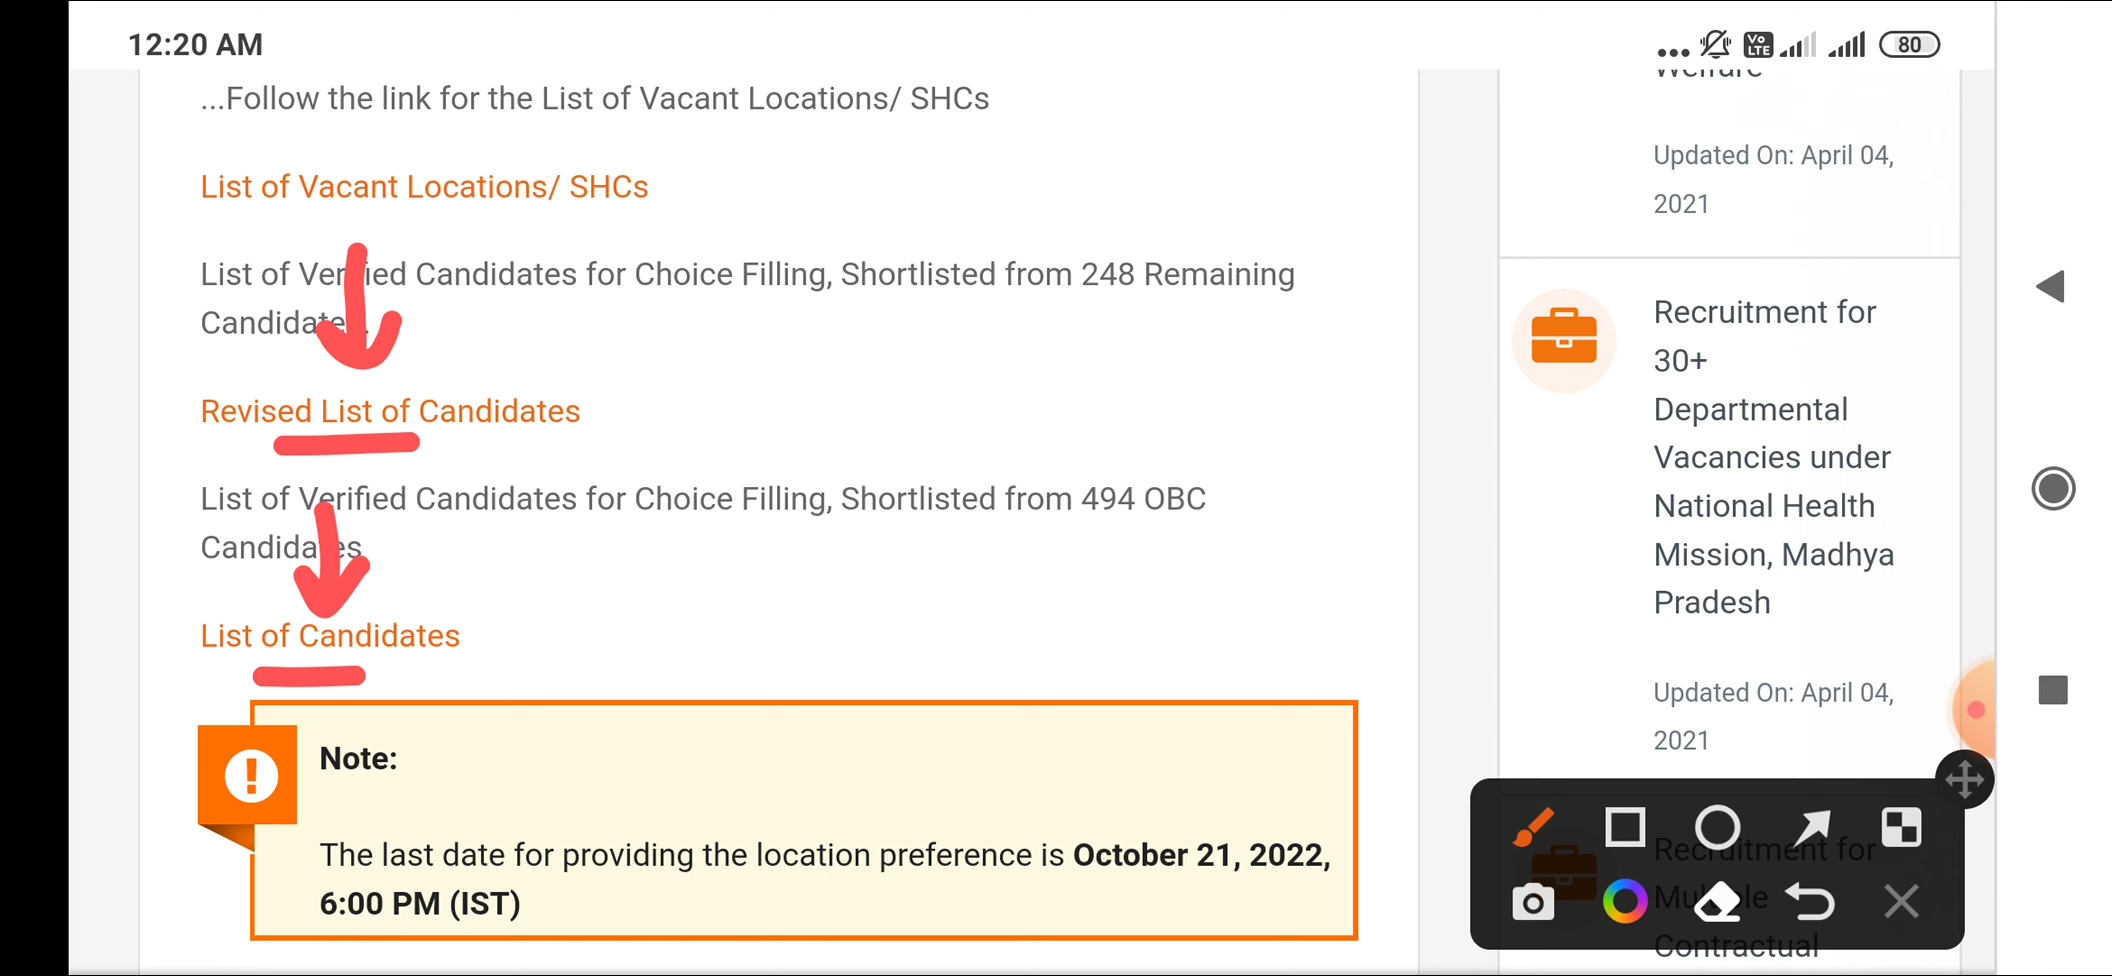 12:20 AM
Vo LTE
80
...Follow the link for the List of Vacant Locations/ SHCs
List of Vacant Locations/ SHCs
List of Verified Candidates for Choice Filling, Shortlisted from 248 Remaining
Candidates.
Revised List of Candidates
List of Verified Candidates for Choice Filling, Shortlisted from 494 OBC
Candidates
List of Candidates
Note:
The last date for providing the location preference is October 21, 2022,
6:00 PM (IST)
Welfare
Updated On: April 04,
2021
Recruitment for
30+
Departmental
Vacancies under
National Health
Mission, Madhya
Pradesh
Updated On: April 04,
2021
Recruitment for
Multiple
Contractual